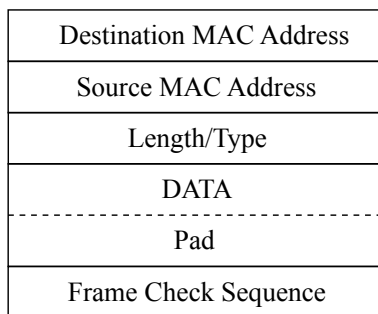 Destination MAC Address
Source MAC Address
Length/Type
DATA
Pad
Frame Check Sequence